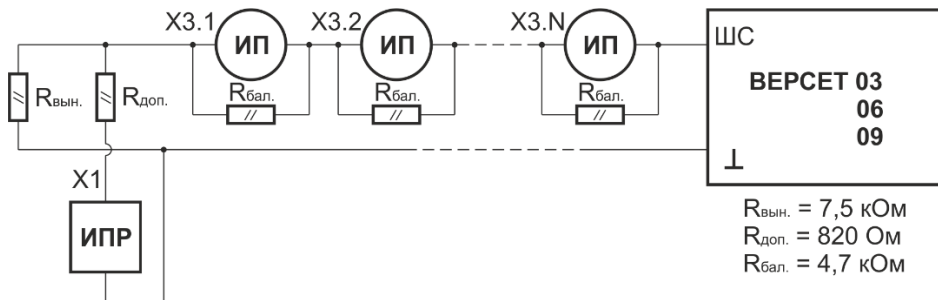 X3.1 X3.2 X3.N
ИП ИП ИП ШС
Rвын. Rдоп. Rбал. Rбал. Rбал. ВЕРСЕТ 03
06
09
⊥
X1
ИПР
Rвын. = 7,5 кОм
Rдоп. = 820 Ом
Rбал. = 4,7 кОм